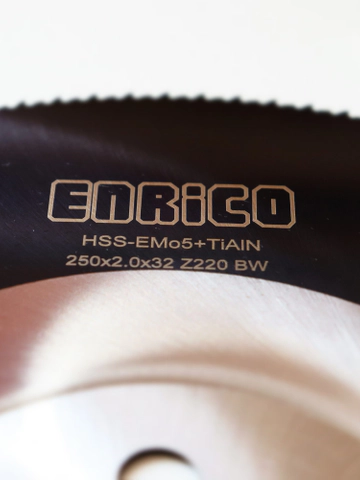 ENRiCO
HSS-EMo5+TiAlN
250x2.0x32 Z220 BW